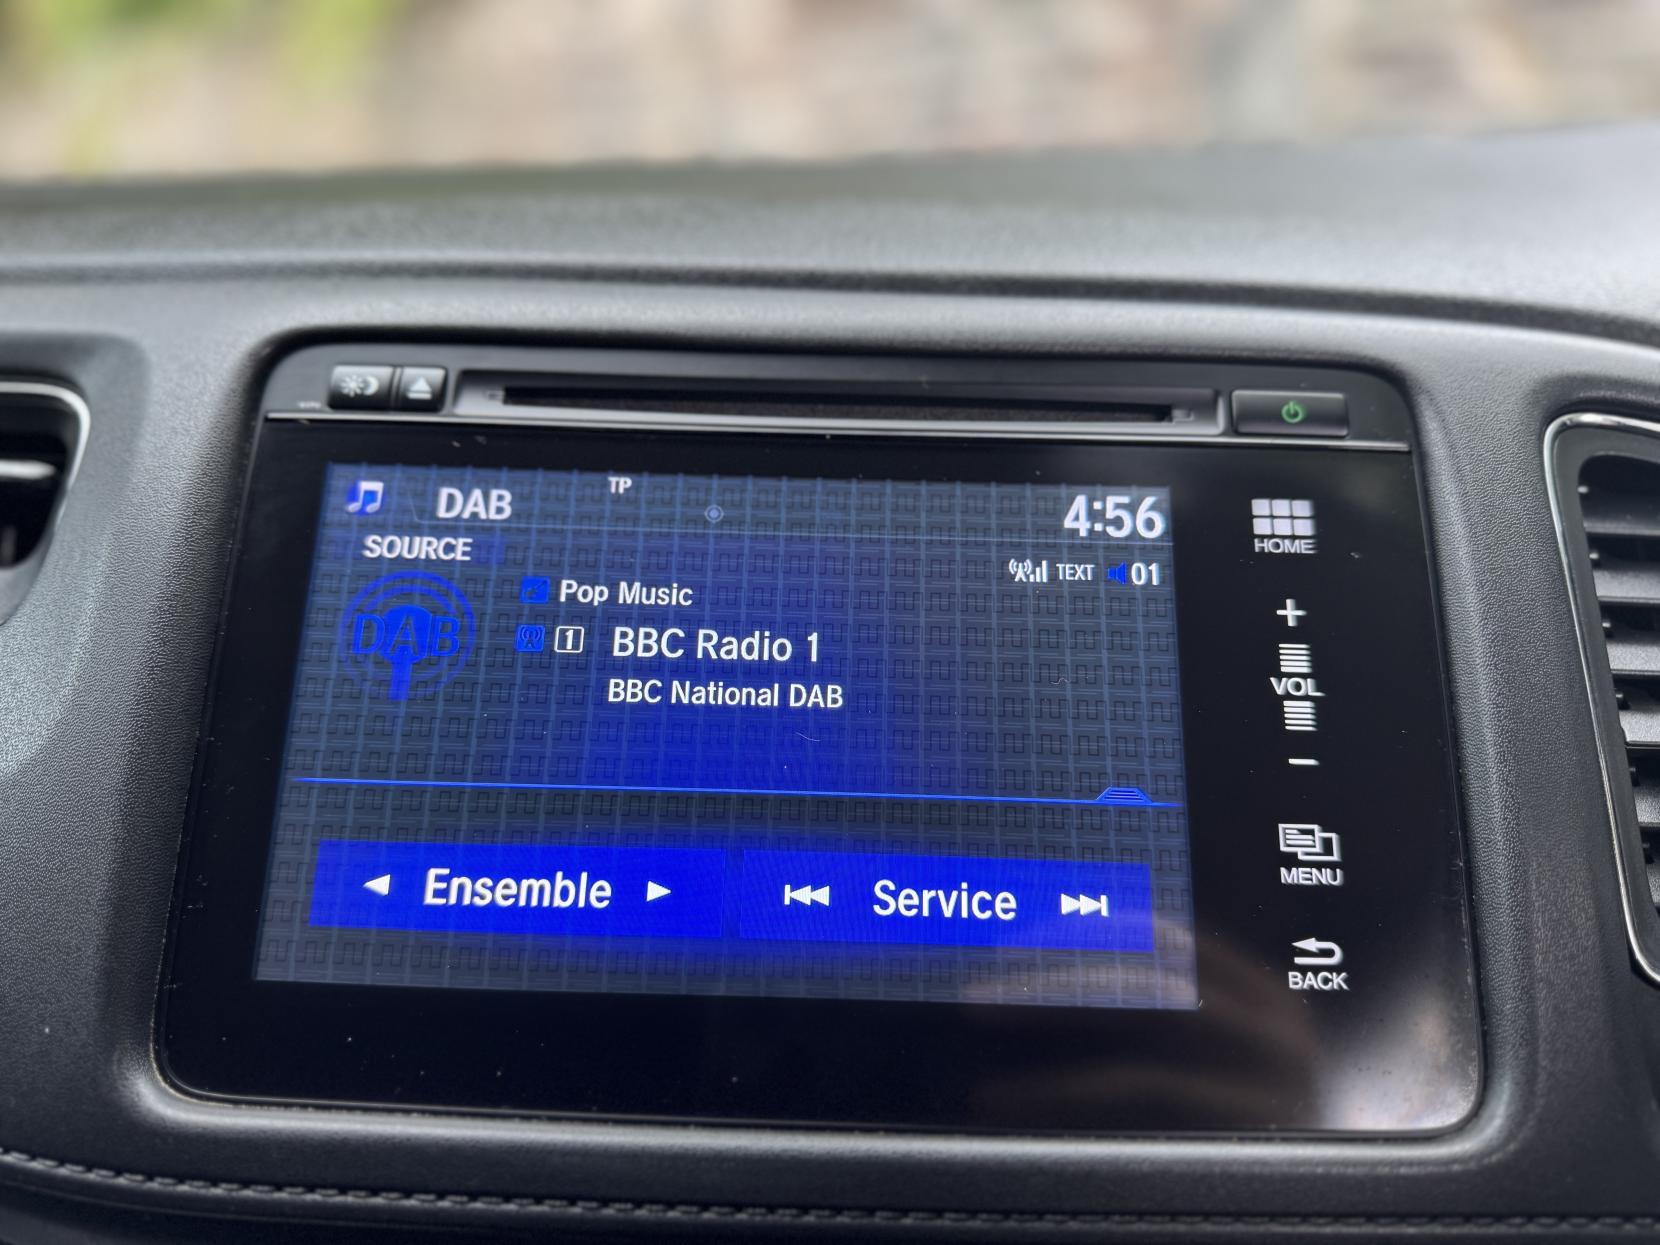 DAB
TP
4:56
SOURCE
TEXT 01
Pop Music
DAB
1 BBC Radio 1
BBC National DAB
Ensemble
Service
HOME
+
VOL
−
MENU
BACK